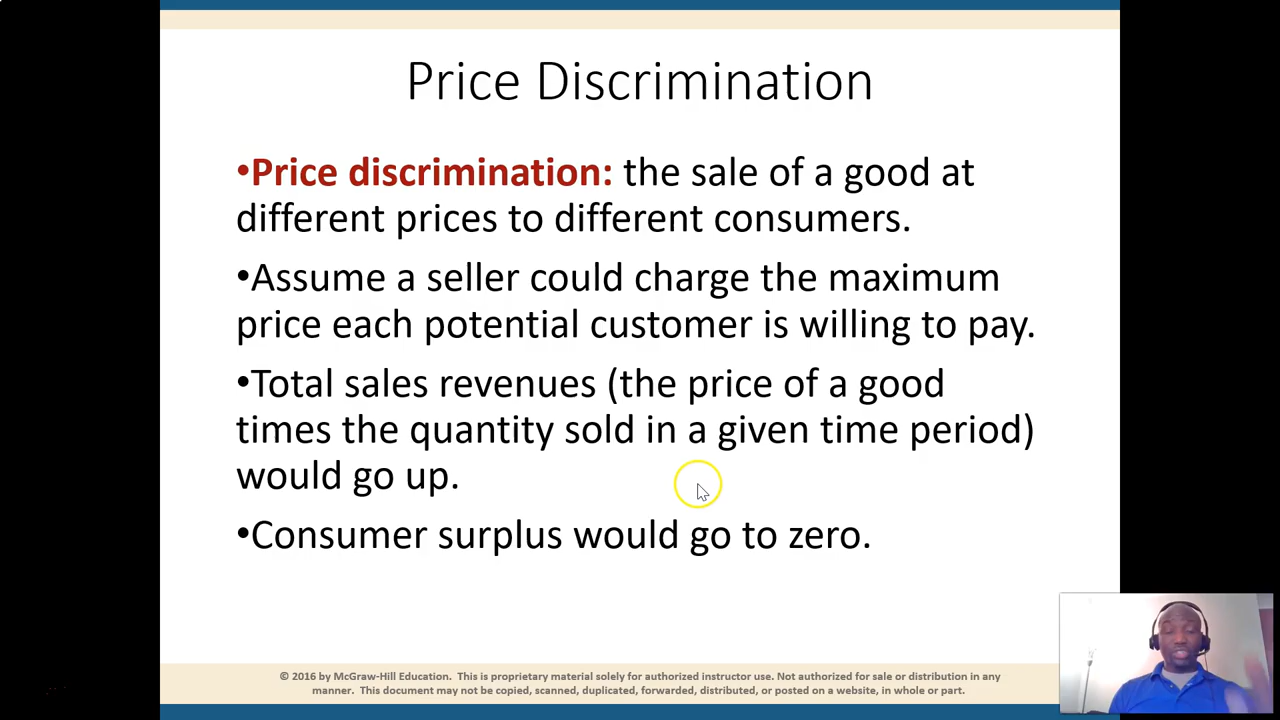 Price Discrimination
•Price discrimination: the sale of a good at
different prices to different consumers.
•Assume a seller could charge the maximum
price each potential customer is willing to pay.
•Total sales revenues (the price of a good
times the quantity sold in a given time period)
would go up.
•Consumer surplus would go to zero.
© 2016 by McGraw-Hill Education. This is proprietary material solely for authorized instructor use. Not authorized for sale or distribution in any
manner. This document may not be copied, scanned, duplicated, forwarded, distributed, or posted on a website, in whole or part.